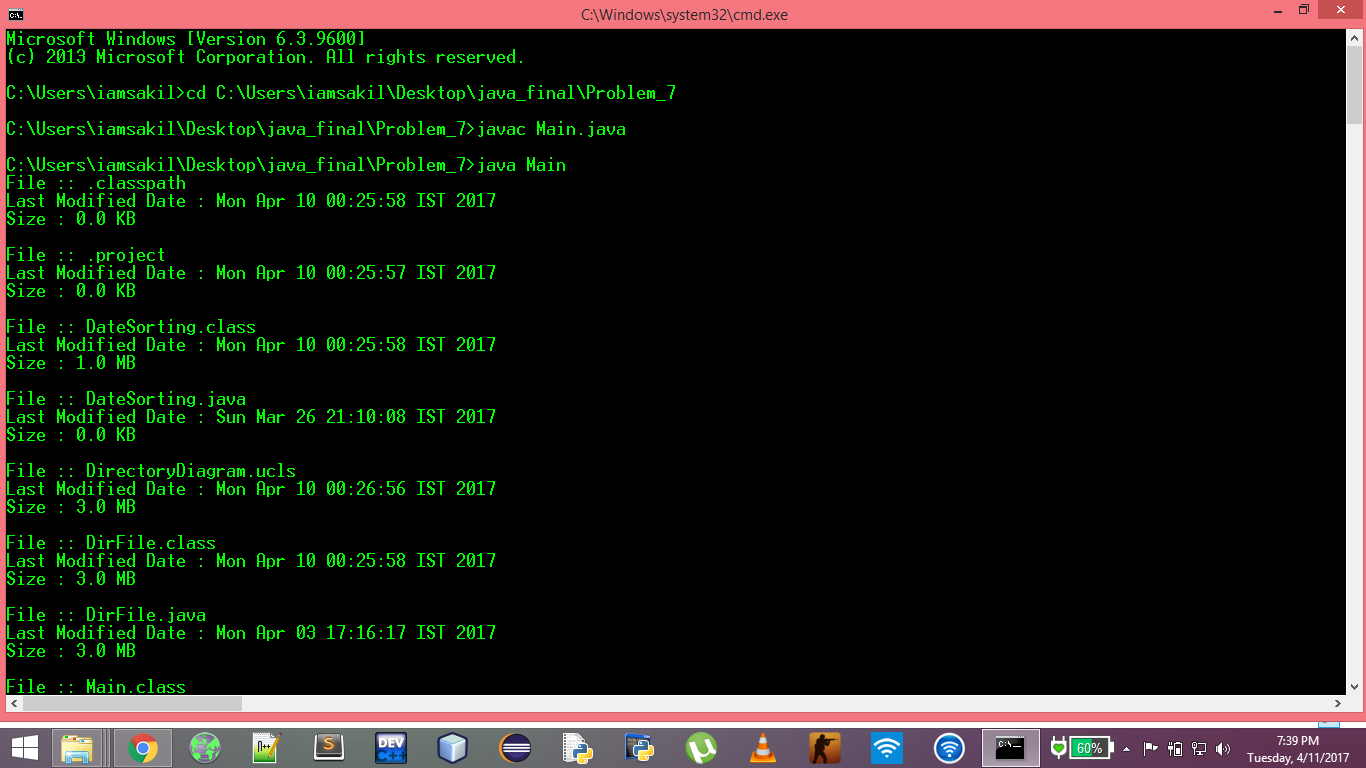 C:\Windows\system32\cmd.exe
Microsoft Windows [Version 6.3.9600]
(c) 2013 Microsoft Corporation. All rights reserved.
C:\Users\iamsakil>cd C:\Users\iamsakil\Desktop\java_final\Problem_7
C:\Users\iamsakil\Desktop\java_final\Problem_7>javac Main.java
C:\Users\iamsakil\Desktop\java_final\Problem_7>java Main
File :: .classpath
Last Modified Date : Mon Apr 10 00:25:58 IST 2017
Size : 0.0 KB
File :: .project
Last Modified Date : Mon Apr 10 00:25:57 IST 2017
Size : 0.0 KB
File :: DateSorting.class
Last Modified Date : Mon Apr 10 00:25:58 IST 2017
Size : 1.0 MB
File :: DateSorting.java
Last Modified Date : Sun Mar 26 21:10:08 IST 2017
Size : 0.0 KB
File :: DirectoryDiagram.ucls
Last Modified Date : Mon Apr 10 00:26:56 IST 2017
Size : 3.0 MB
File :: DirFile.class
Last Modified Date : Mon Apr 10 00:25:58 IST 2017
Size : 3.0 MB
File :: DirFile.java
Last Modified Date : Mon Apr 03 17:16:17 IST 2017
Size : 3.0 MB
File :: Main.class
DEV
C++
60%
7:39 PM
Tuesday, 4/11/2017